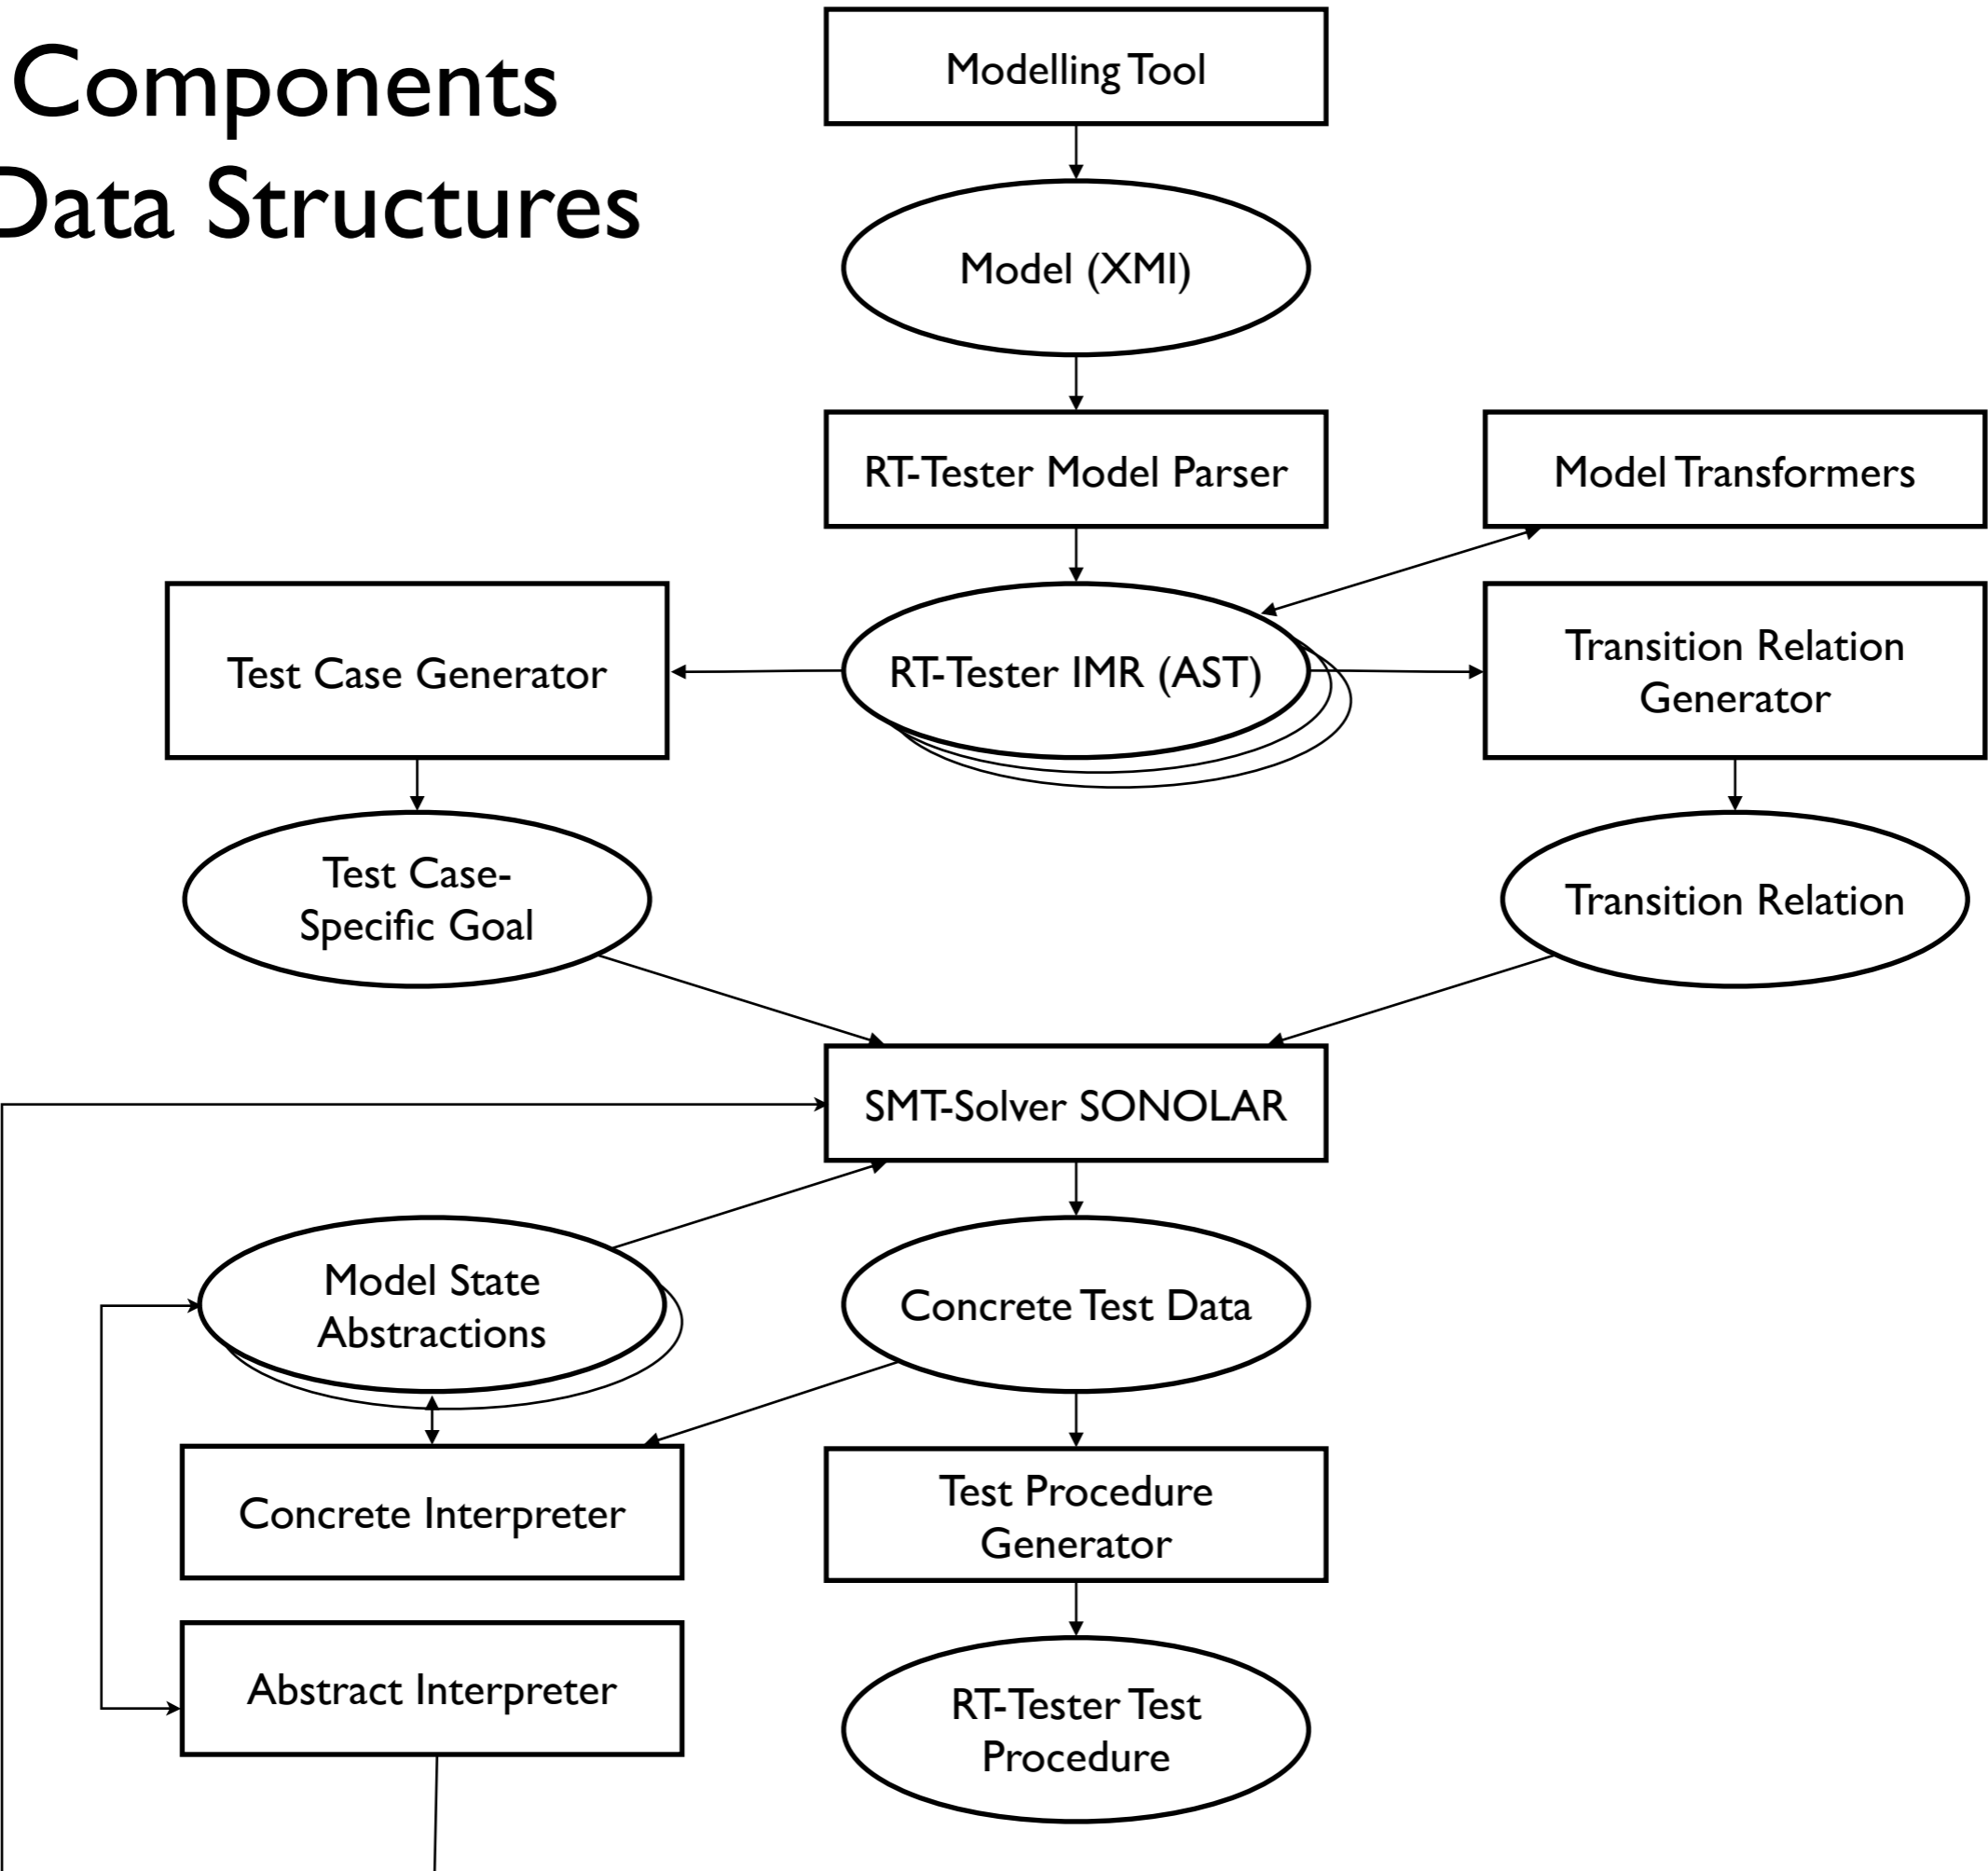 Components
Data Structures
Modelling Tool
Model (XMI)
RT-Tester Model Parser
Model Transformers
Test Case Generator
RT-Tester IMR (AST)
Transition Relation
Generator
Test Case-
Specific Goal
Transition Relation
SMT-Solver SONOLAR
Model State
Abstractions
Concrete Test Data
Concrete Interpreter
Test Procedure
Generator
Abstract Interpreter
RT-Tester Test
Procedure